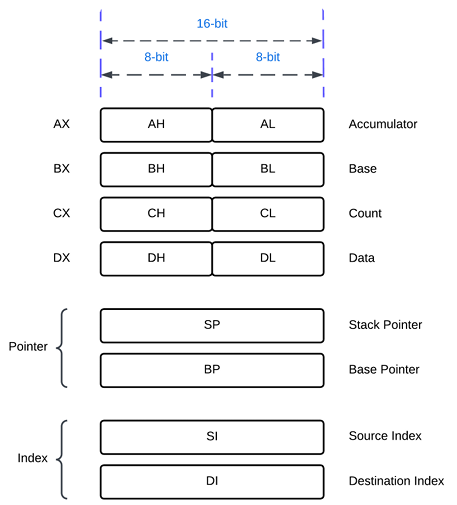 16-bit
8-bit 8-bit
AX AH AL Accumulator
BX BH BL Base
CX CH CL Count
DX DH DL Data
SP Stack Pointer
Pointer
BP Base Pointer
SI Source Index
Index
DI Destination Index